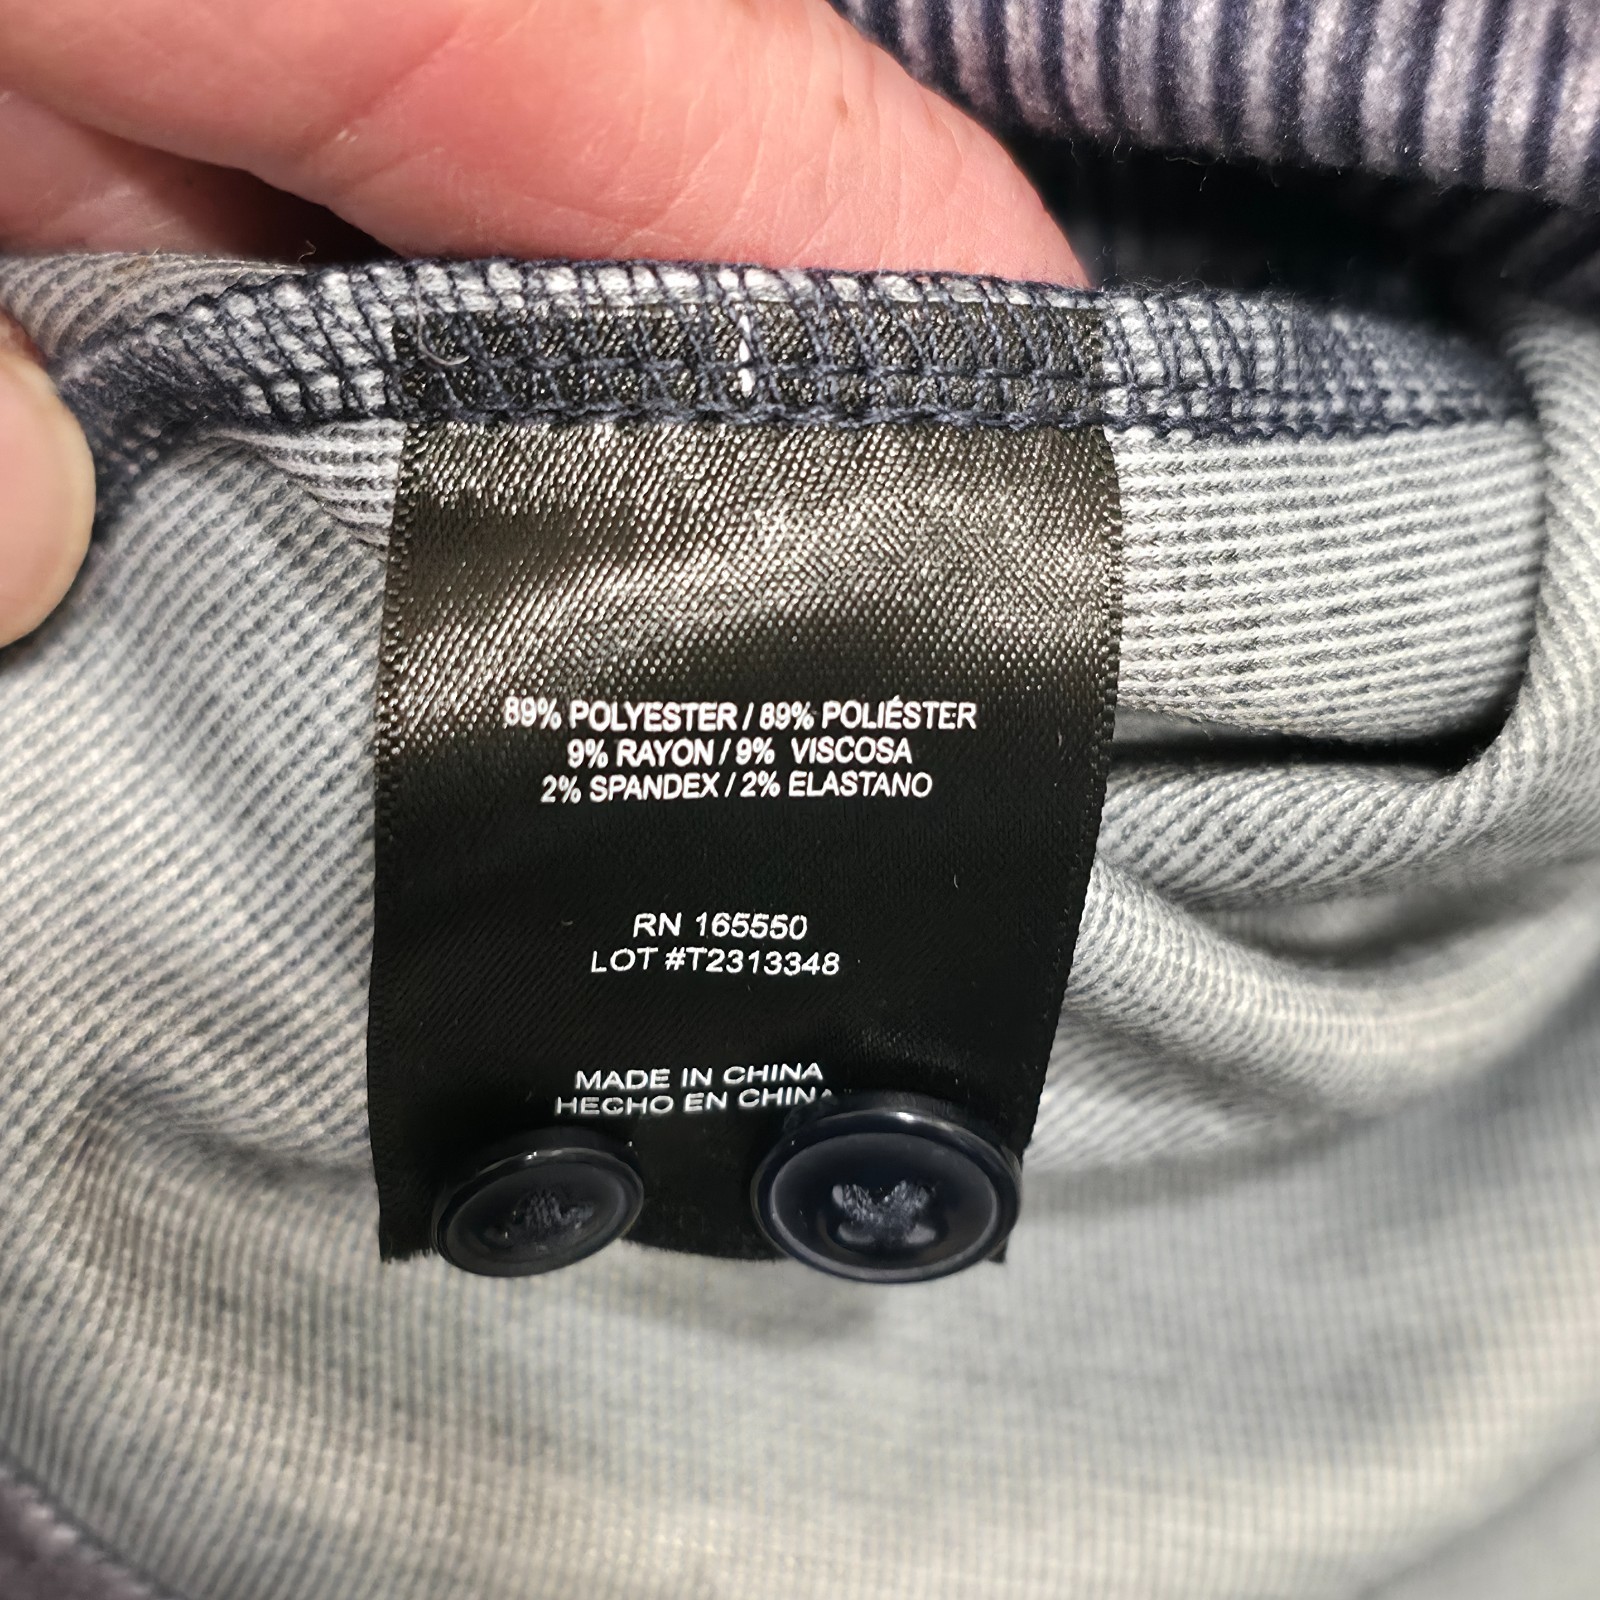 89% POLYESTER / 89% POLIÉSTER
9% RAYON / 9% VISCOSA
2% SPANDEX / 2% ELASTANO
RN 165550
LOT #T2313348
MADE IN CHINA
HECHO EN CHINA